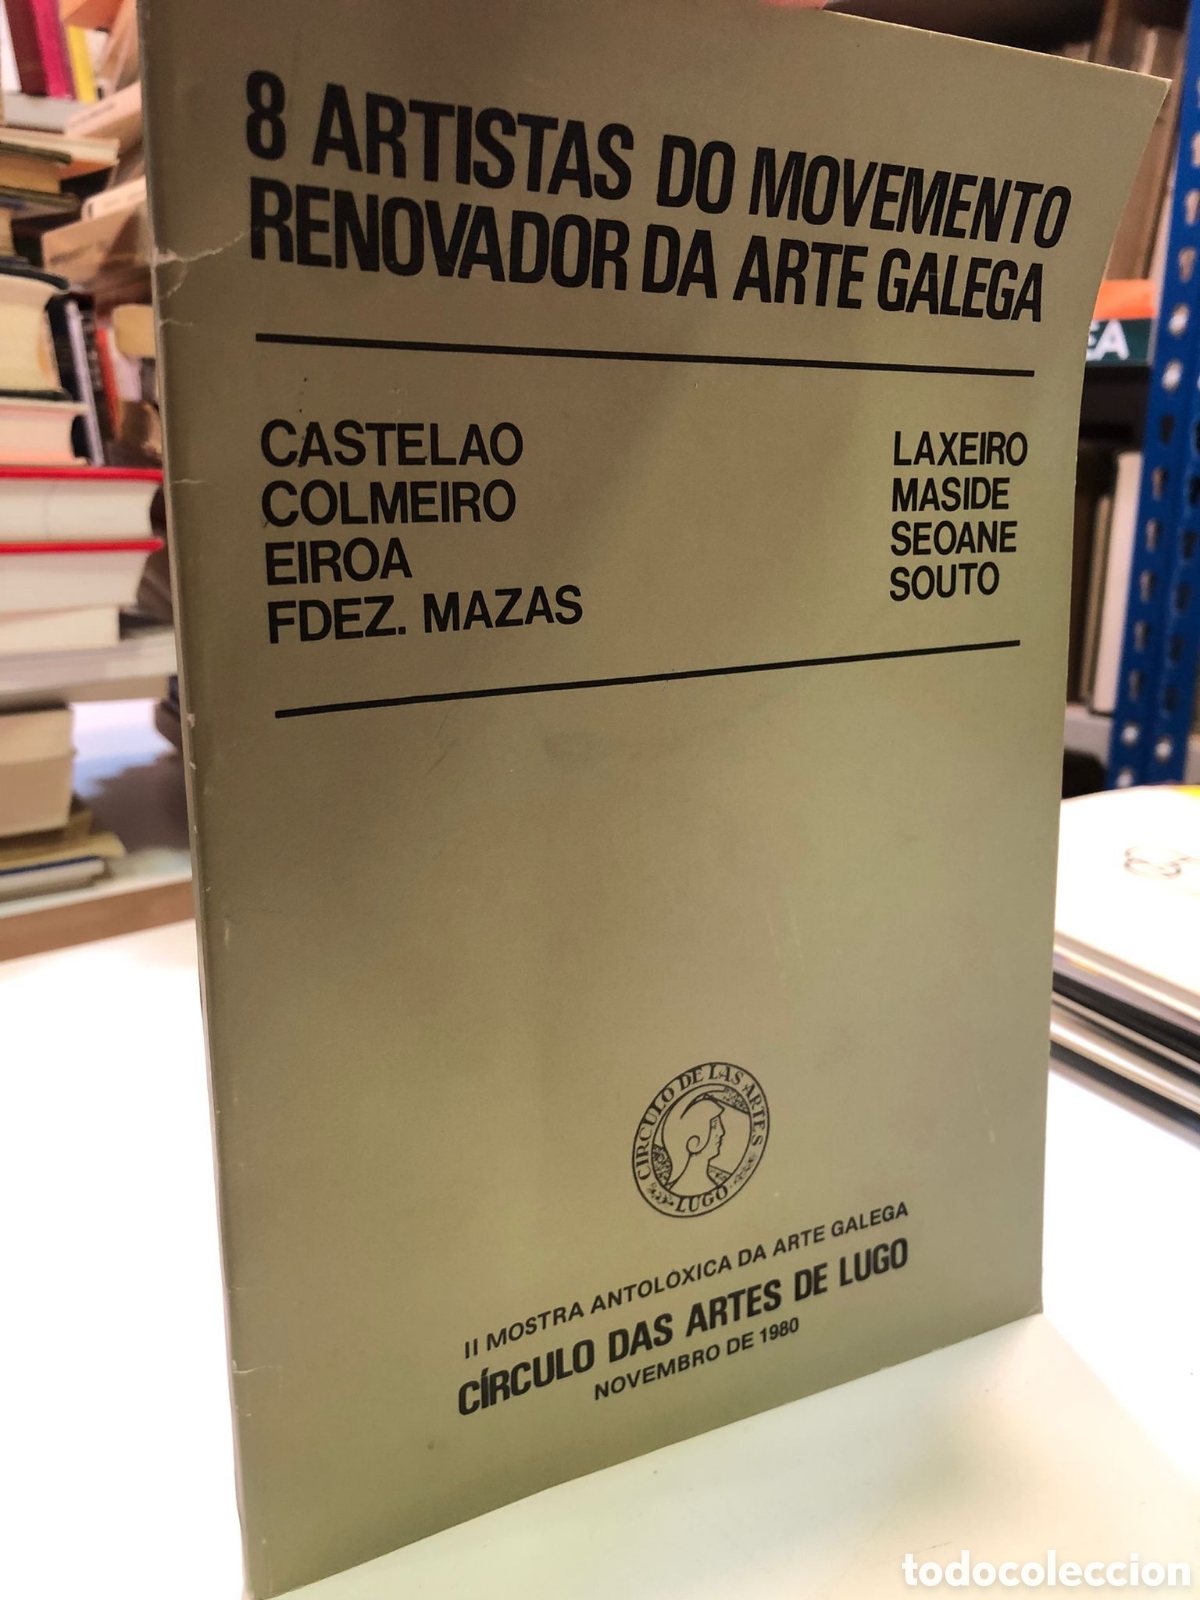 8 ARTISTAS DO MOVEMENTO
RENOVADOR DA ARTE GALEGA
CASTELAO
COLMEIRO
EIROA
FDEZ. MAZAS
LAXEIRO
MASIDE
SEOANE
SOUTO
CIRCULO DE LAS ARTES
LUGO
II MOSTRA ANTOLÓXICA DA ARTE GALEGA
CÍRCULO DAS ARTES DE LUGO
NOVEMBRO DE 1980
todocoleccion